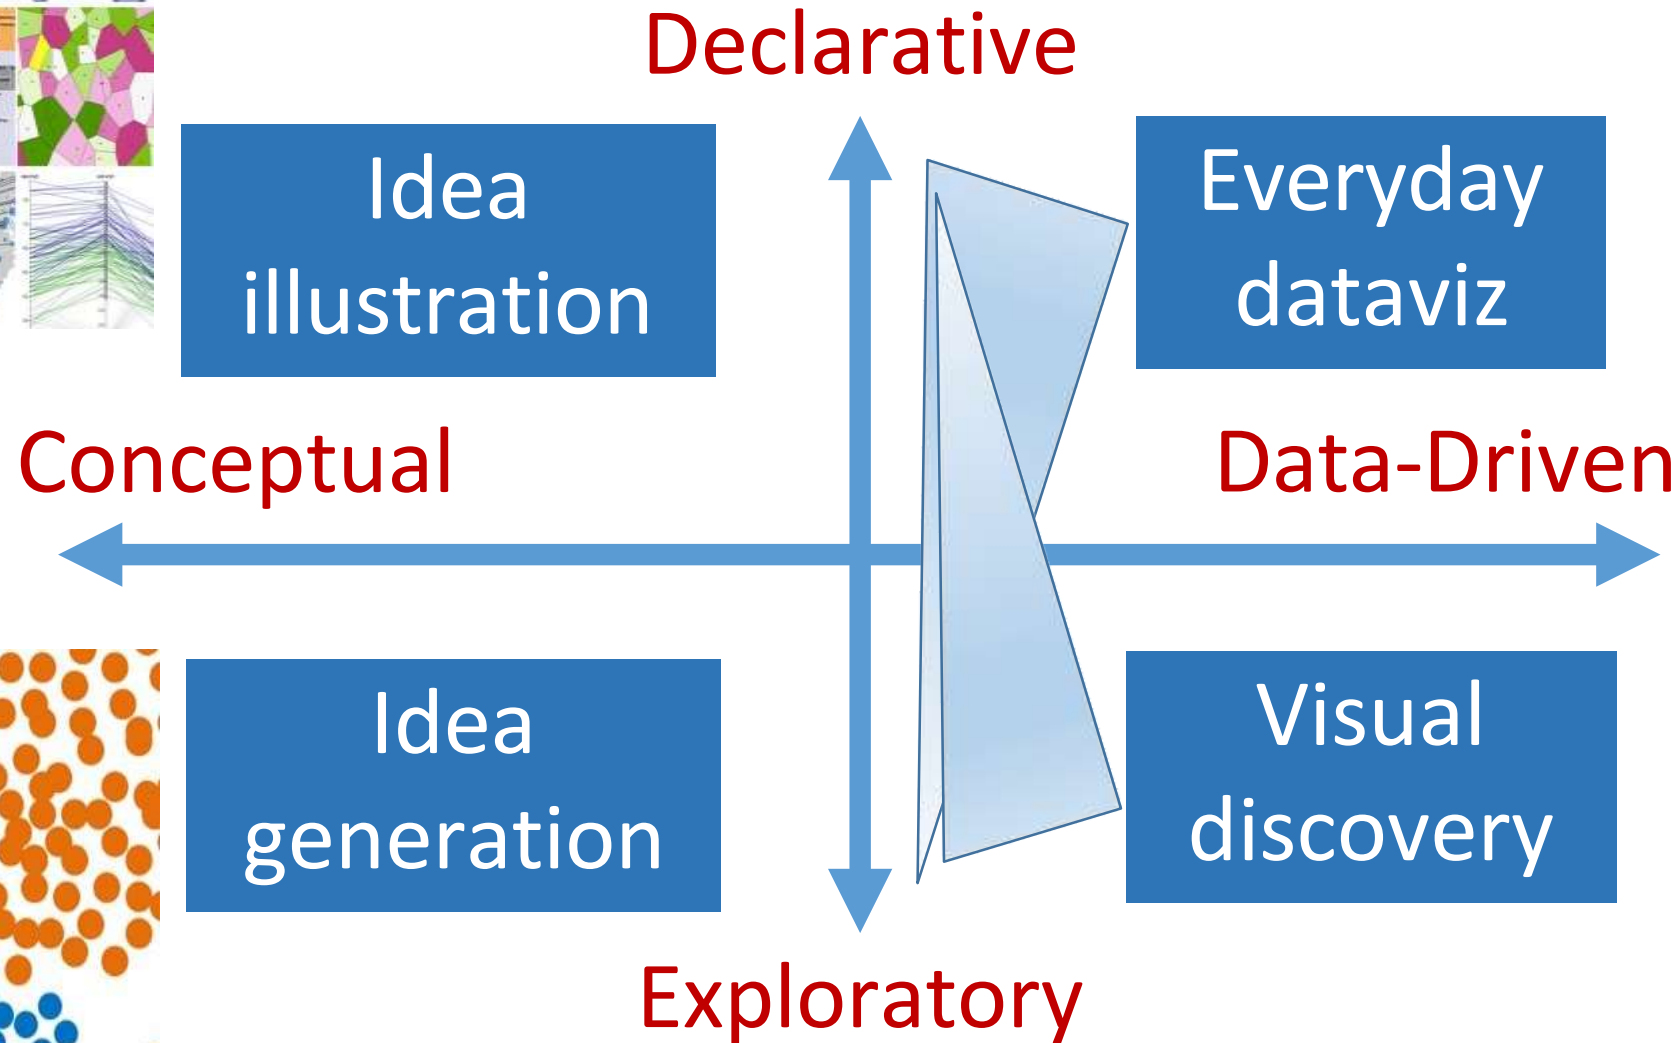 Declarative
Idea
illustration
Everyday
dataviz
Conceptual
Data-Driven
Idea
generation
Visual
discovery
Exploratory